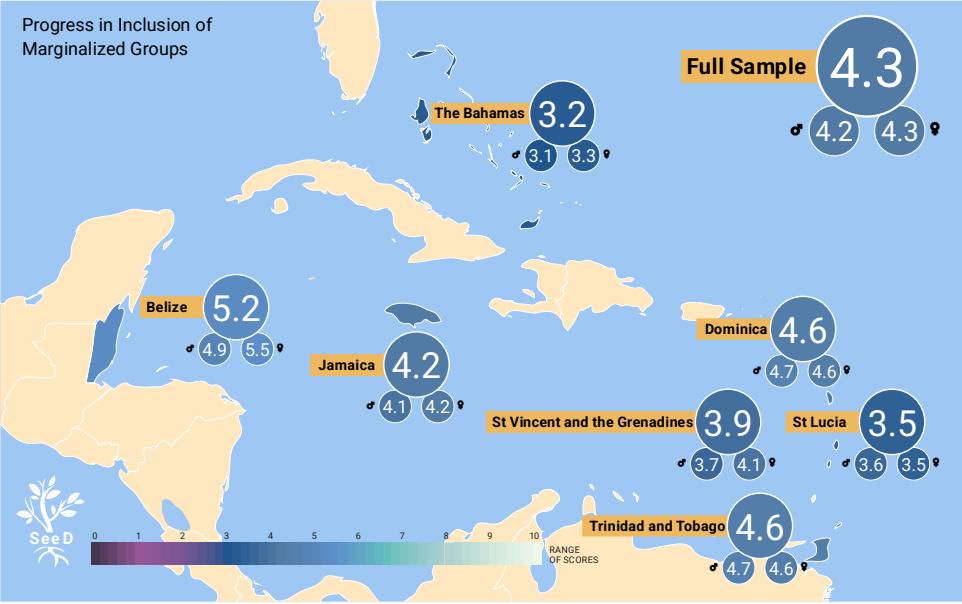 Progress in Inclusion of
Marginalized Groups
Full Sample
4.3
4.2
4.3
The Bahamas
3.2
3.1
3.3
Belize
5.2
4.9
5.5
Jamaica
4.2
4.1
4.2
Dominica
4.6
4.7
4.6
St Vincent and the Grenadines
3.9
3.7
4.1
St Lucia
3.5
3.6
3.5
Trinidad and Tobago
4.6
4.7
4.6
SeeD
0 1 2 3 4 5 6 7 8 9 10
RANGE
OF SCORES